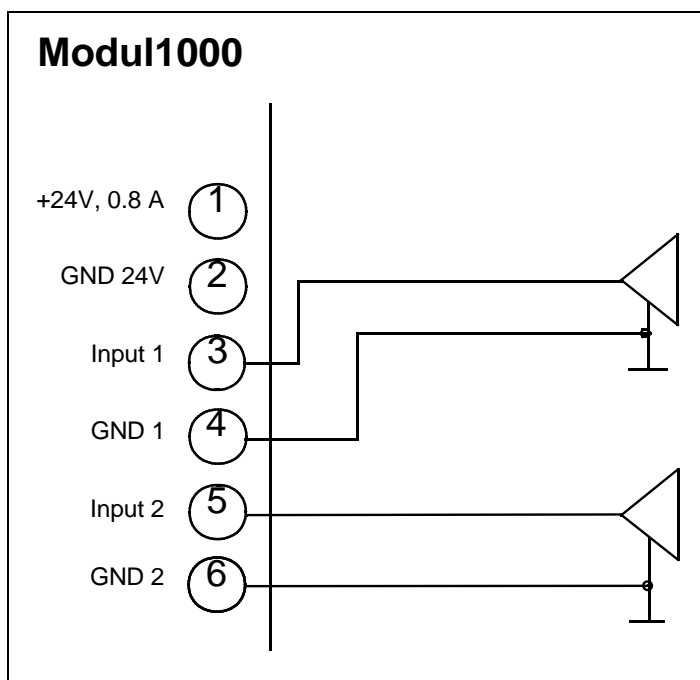 Modul1000
+24V, 0.8 A 1
GND 24V 2
Input 1 3
GND 1 4
Input 2 5
GND 2 6